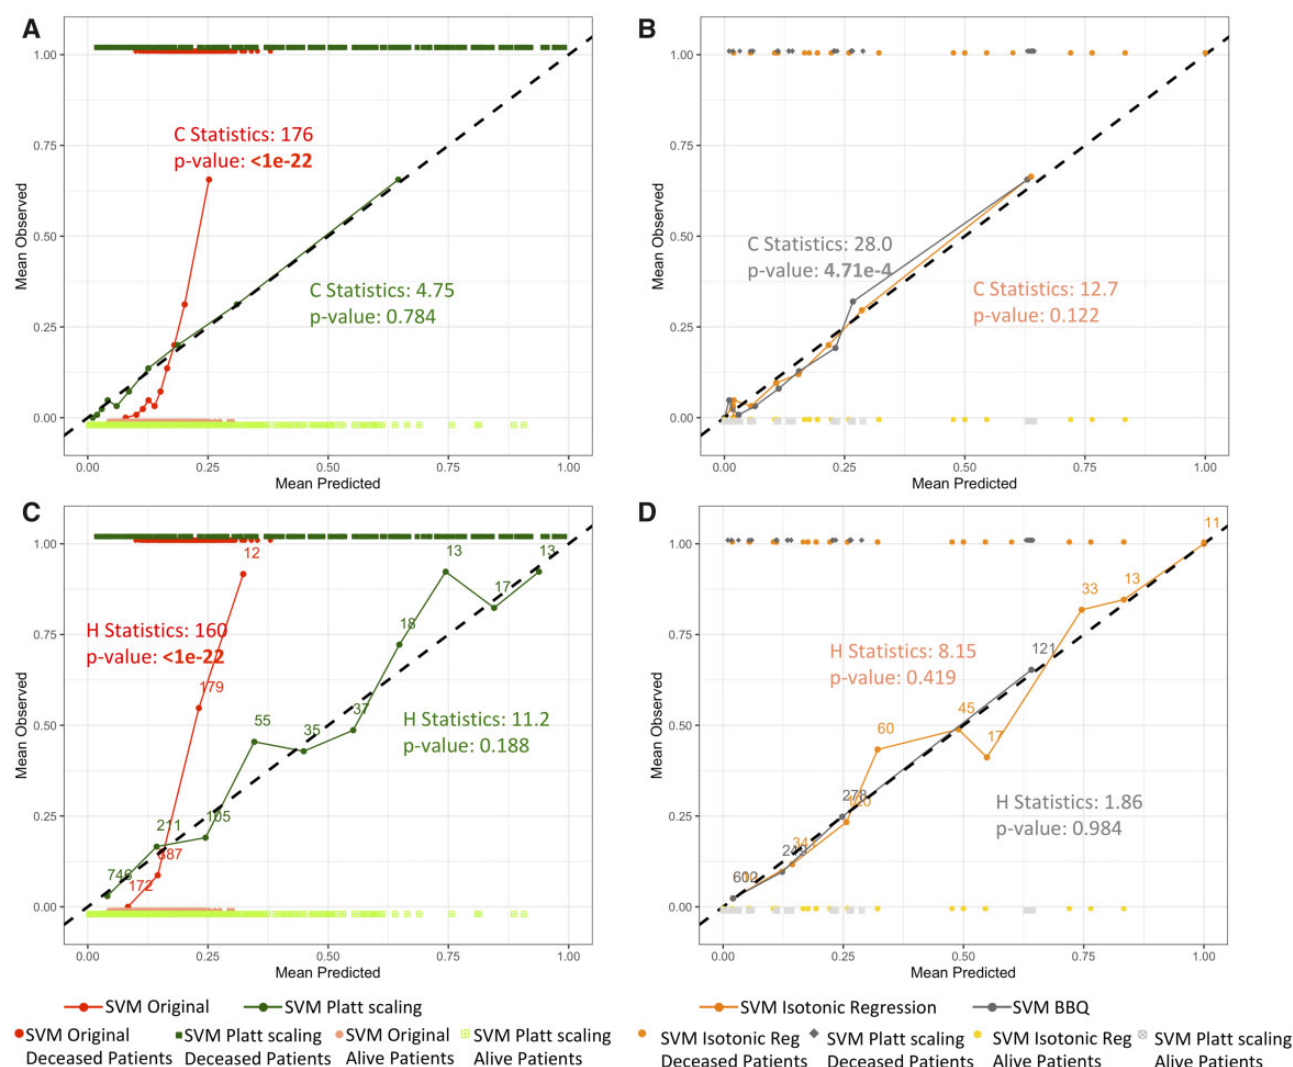 A
B
1.00
0.75
0.50
0.25
0.00
0.00
0.25
0.50
0.75
1.00
Mean Observed
Mean Predicted
C Statistics: 176
p-value: <1e-22
C Statistics: 4.75
p-value: 0.784
1.00
0.75
0.50
0.25
0.00
0.00
0.25
0.50
0.75
1.00
Mean Observed
Mean Predicted
C Statistics: 28.0
p-value: 4.71e-4
C Statistics: 12.7
p-value: 0.122
C
D
1.00
0.75
0.50
0.25
0.00
0.00
0.25
0.50
0.75
1.00
Mean Observed
Mean Predicted
12
13
13
17
18
H Statistics: 160
p-value: <1e-22
179
55
35
37
H Statistics: 11.2
p-value: 0.188
105
211
687
746
172
1.00
0.75
0.50
0.25
0.00
0.00
0.25
0.50
0.75
1.00
Mean Observed
Mean Predicted
11
13
33
121
H Statistics: 8.15
p-value: 0.419
45
60
17
278
H Statistics: 1.86
p-value: 0.984
SVM Original
SVM Platt scaling
SVM Isotonic Regression
SVM BBQ
SVM Original
Deceased Patients
SVM Platt scaling
Deceased Patients
SVM Original
Alive Patients
SVM Platt scaling
Alive Patients
SVM Isotonic Reg
Deceased Patients
SVM Platt scaling
Deceased Patients
SVM Isotonic Reg
Alive Patients
SVM Platt scaling
Alive Patients